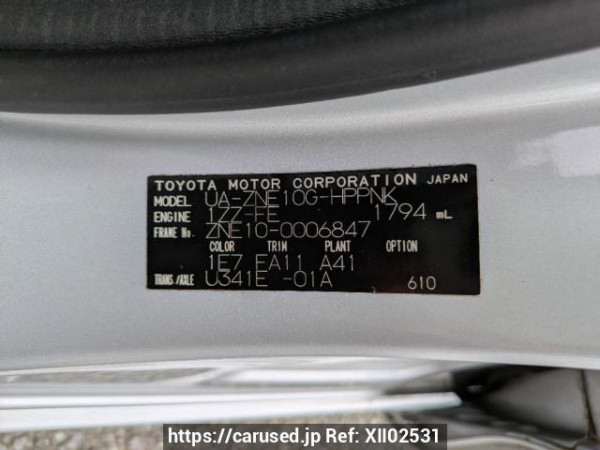 TOYOTA MOTOR CORPORATION JAPAN
MODEL UA-ZNE10G-HPPNK
ENGINE 1ZZ-FE 1794 mL
FRAME No. ZNE10-0006847
COLOR TRIM PLANT OPTION
1E7 FA11 A41
TRANS./AXLE U341E -01A 610
https://carused.jp Ref: XII02531